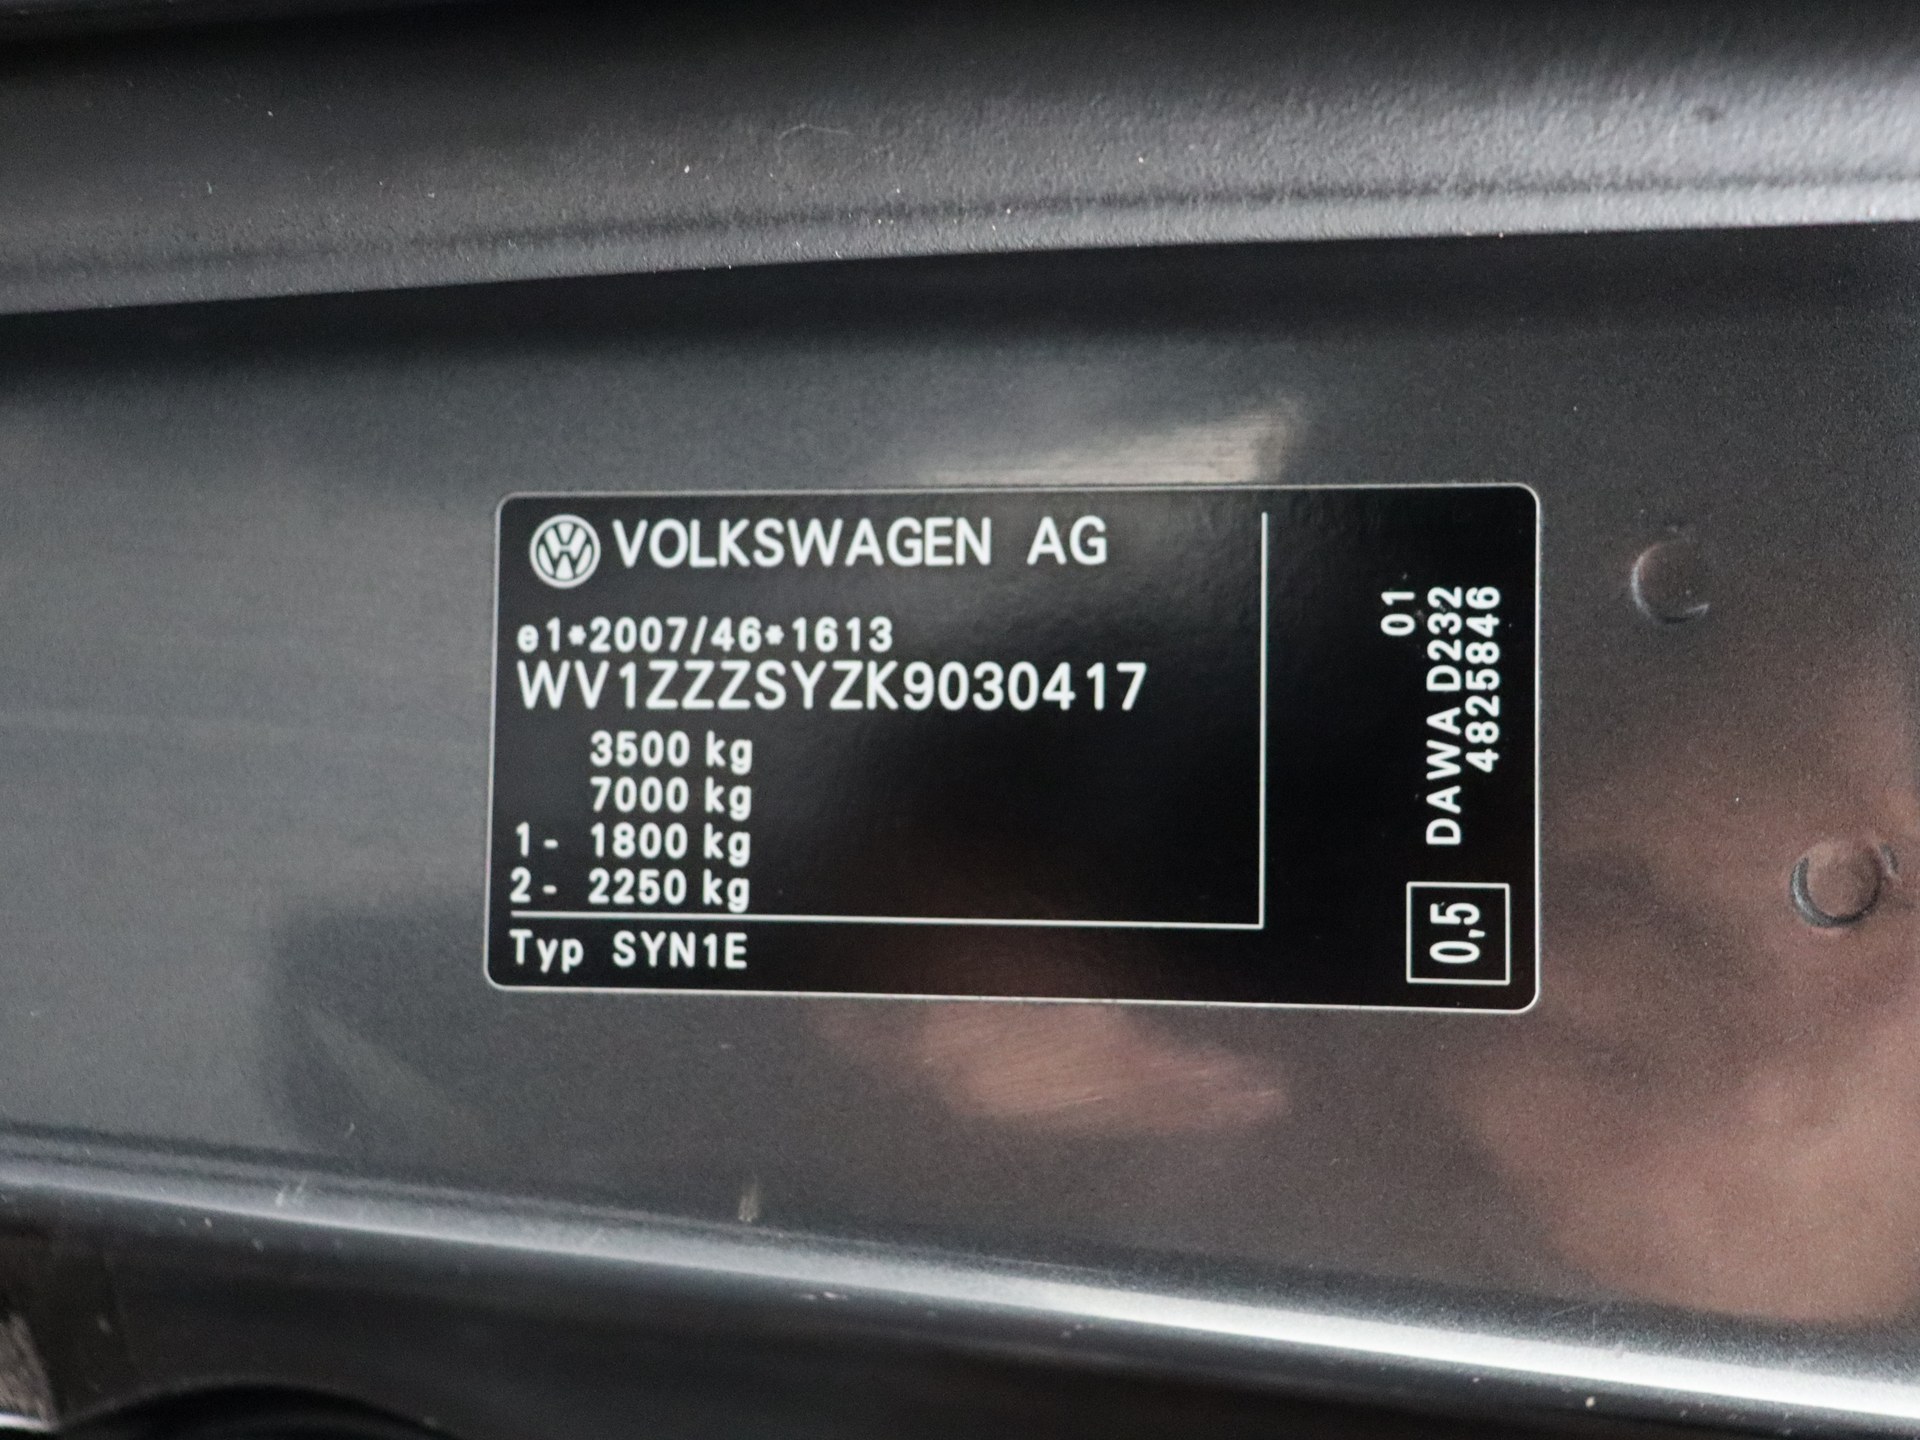 VOLKSWAGEN AG
e1*2007/46*1613
WV1ZZZSYZK9030417
3500 kg
7000 kg
1- 1800 kg
2- 2250 kg
Typ SYN1E
01
DAWA D232
4825846
0,5